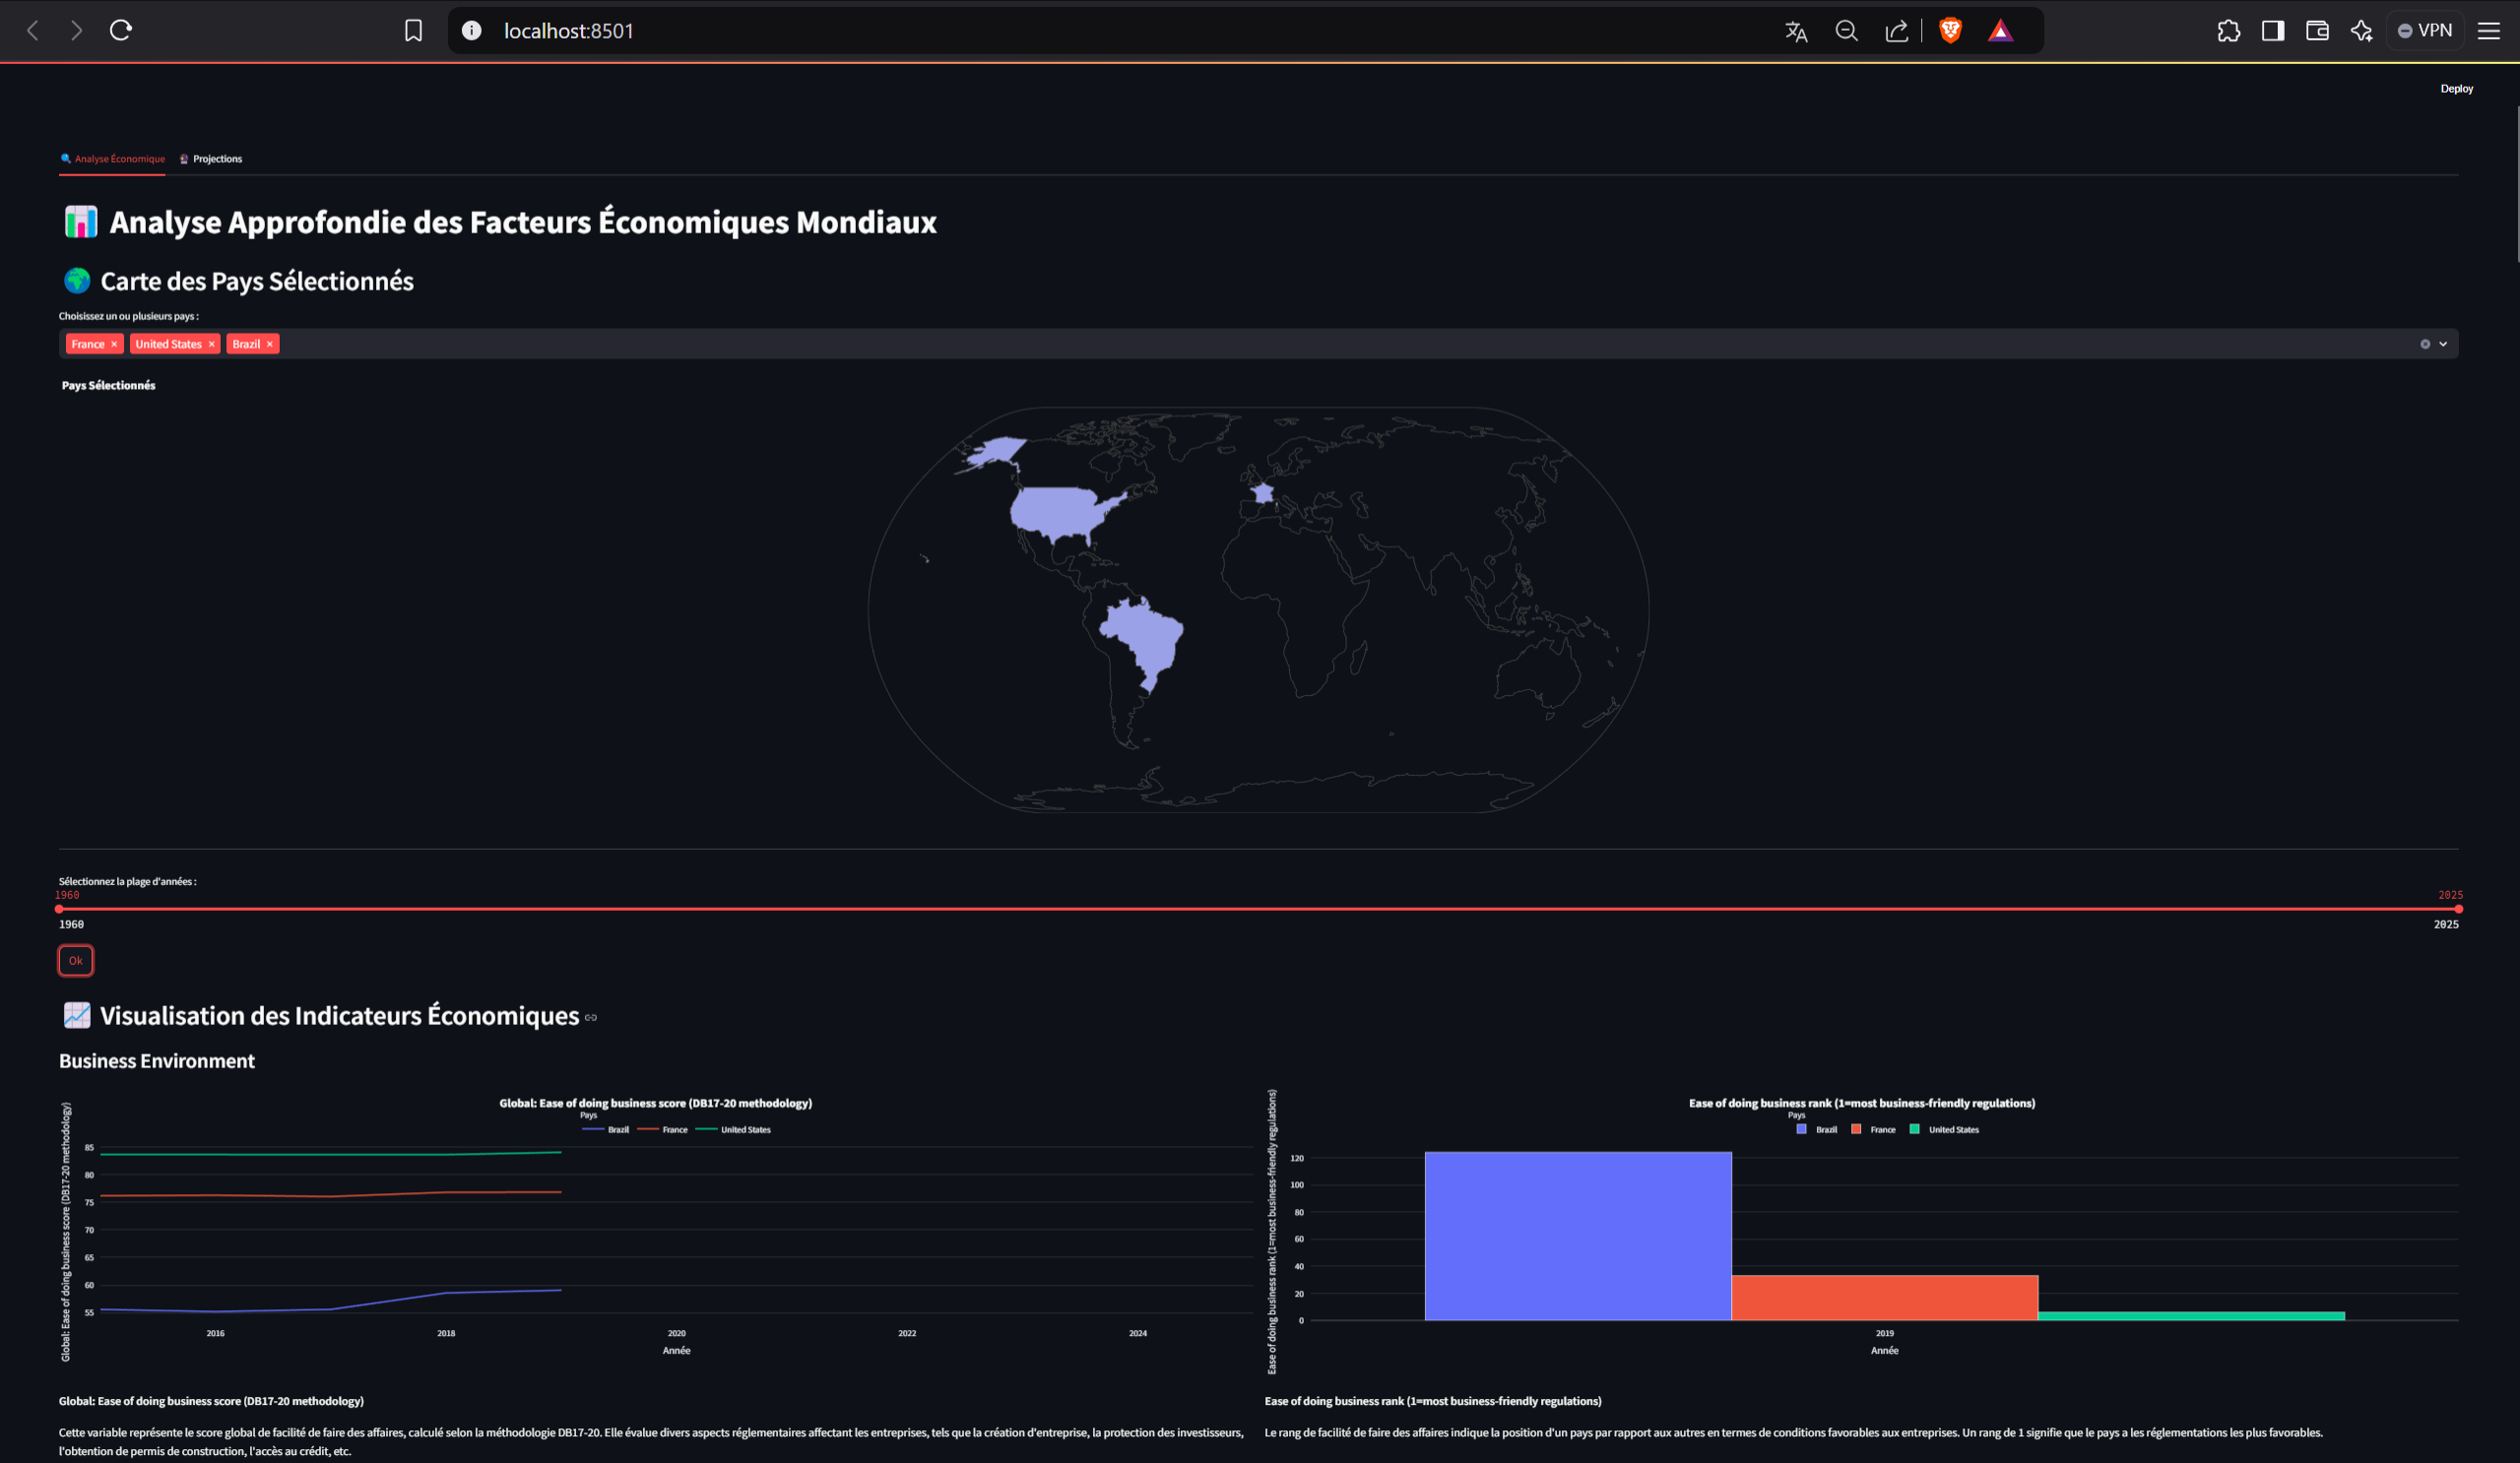 localhost:8501
VPN
Deploy
Analyse Économique
Projections
Analyse Approfondie des Facteurs Économiques Mondiaux
Carte des Pays Sélectionnés
Choisissez un ou plusieurs pays :
France × United States × Brazil ×
Pays Sélectionnés
Sélectionnez la plage d'années :
1960 2025
1960 2025
Ok
Visualisation des Indicateurs Économiques
Business Environment
Global: Ease of doing business score (DB17-20 methodology)
Pays
Brazil France United States
Global: Ease of doing business score (DB17-20 methodology)
85
80
75
70
65
60
55
2016 2018 2020 2022 2024
Année
Ease of doing business rank (1=most business-friendly regulations)
Pays
Brazil France United States
Ease of doing business rank (1=most business-friendly regulations)
120
100
80
60
40
20
0
2019
Année
Global: Ease of doing business score (DB17-20 methodology)
Cette variable représente le score global de facilité de faire des affaires, calculé selon la méthodologie DB17-20. Elle évalue divers aspects réglementaires affectant les entreprises, tels que la création d'entreprise, la protection des investisseurs,
l'obtention de permis de construction, l'accès au crédit, etc.
Ease of doing business rank (1=most business-friendly regulations)
Le rang de facilité de faire des affaires indique la position d'un pays par rapport aux autres en termes de conditions favorables aux entreprises. Un rang de 1 signifie que le pays a les réglementations les plus favorables.